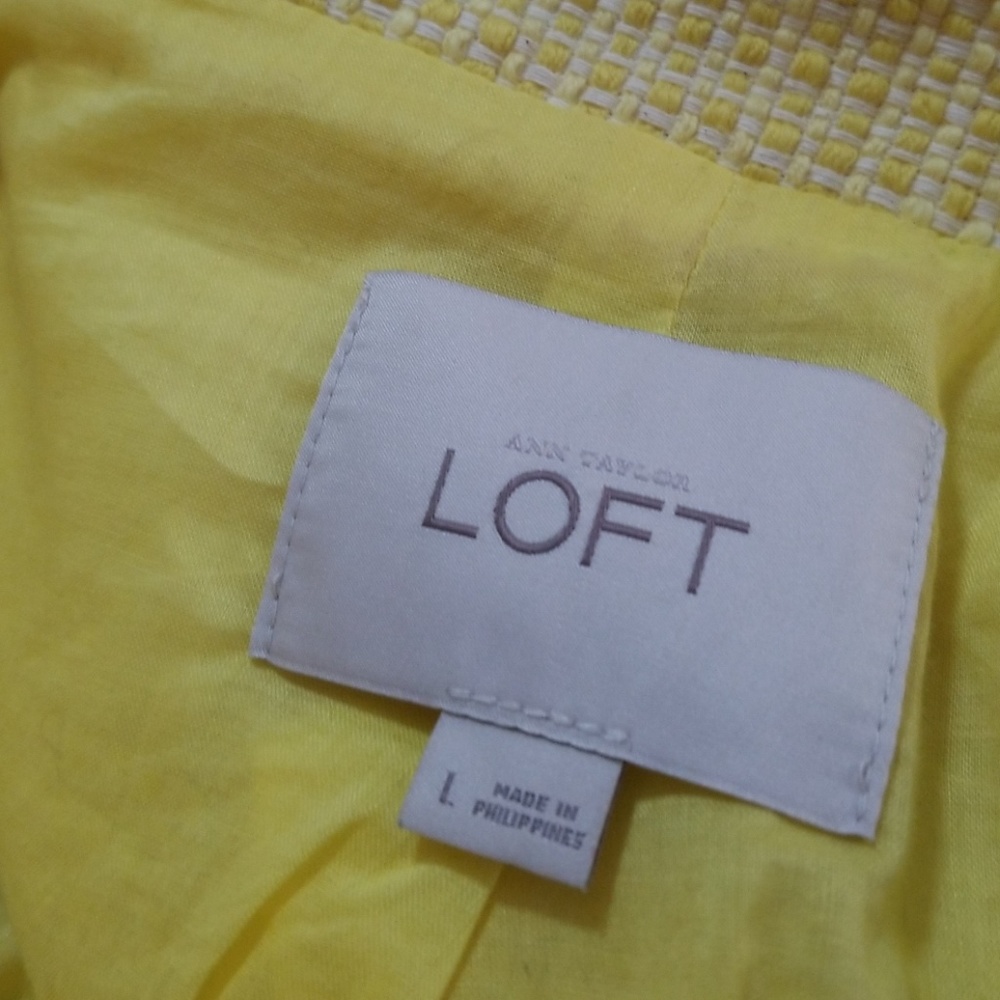 ANN TAYLOR
LOFT
L
MADE IN
PHILIPPINES